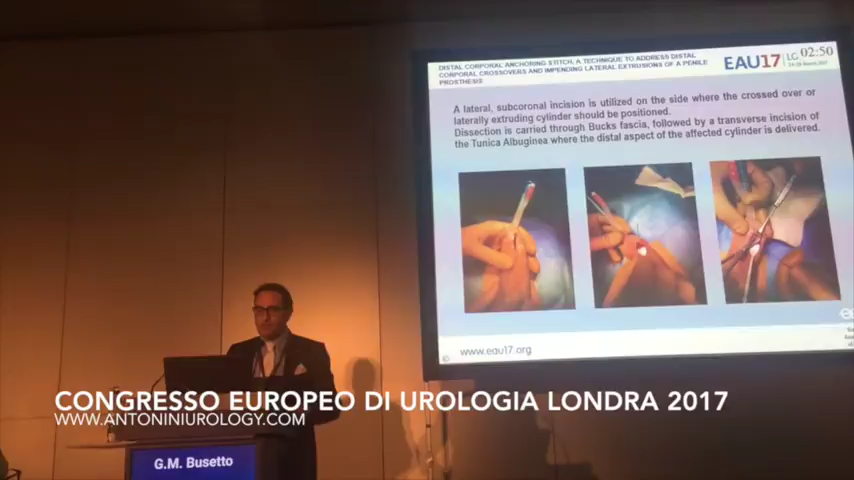 DISTAL CORPORAL ANCHORING STITCH, A TECHNIQUE TO ADDRESS DISTAL
CORPORAL CROSSOVERS AND IMPENDING LATERAL EXTRUSIONS OF A PENILE
PROSTHESIS
EAU17
02:50
A lateral, subcoronal incision is utilized on the side where the crossed over or
laterally extruding cylinder should be positioned.
Dissection is carried through Bucks fascia, followed by a transverse incision of
the Tunica Albuginea where the distal aspect of the affected cylinder is delivered.
www.eau17.org
CONGRESSO EUROPEO DI UROLOGIA LONDRA 2017
WWW.ANTONINIUROLOGY.COM
G.M. Busetto